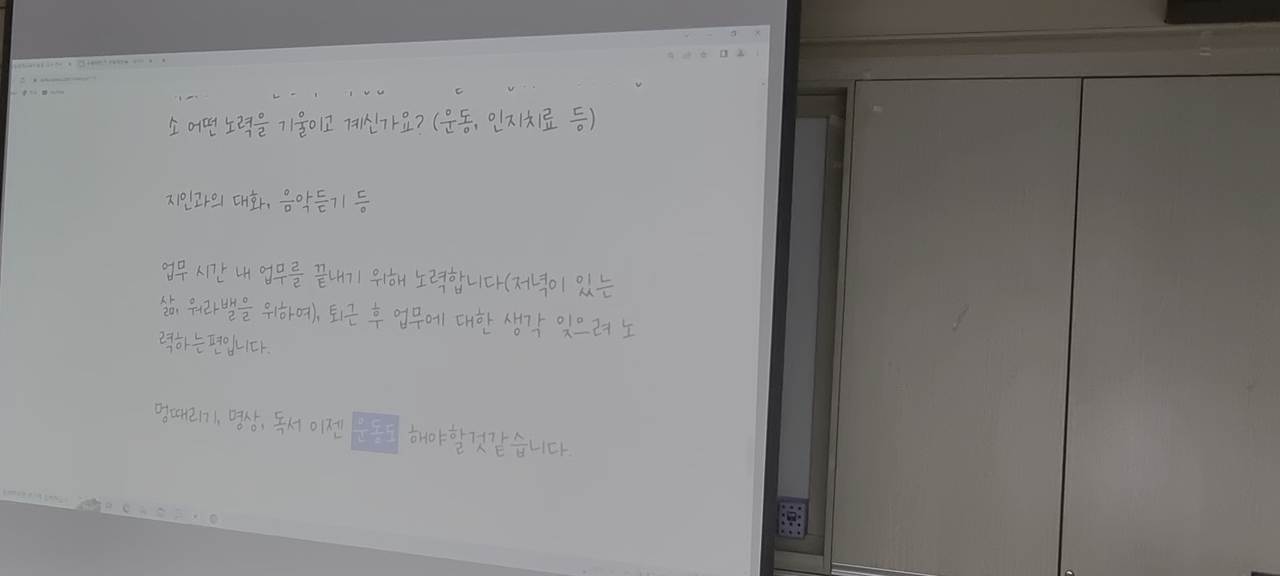 소 어떤 노력을 기울이고 계신가요? (운동, 인지치료 등)
지인과의 대화, 음악듣기 등
업무 시간 내 업무를 끝내기 위해 노력합니다(저녁이 있는
삶, 워라밸을 위하여), 퇴근 후 업무에 대한 생각 잊으려 노
력하는편입니다.
멍때리기, 명상, 독서 이젠 운동도 해야할것같습니다.